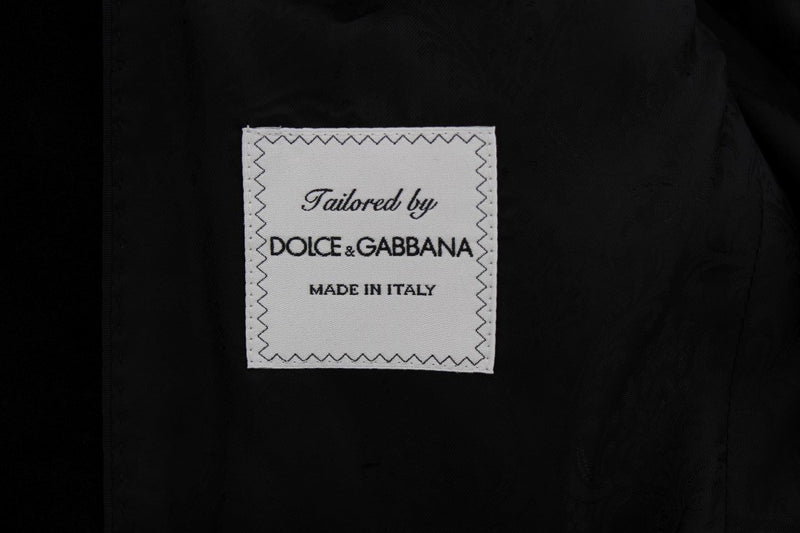 Tailored by
DOLCE & GABBANA
MADE IN ITALY